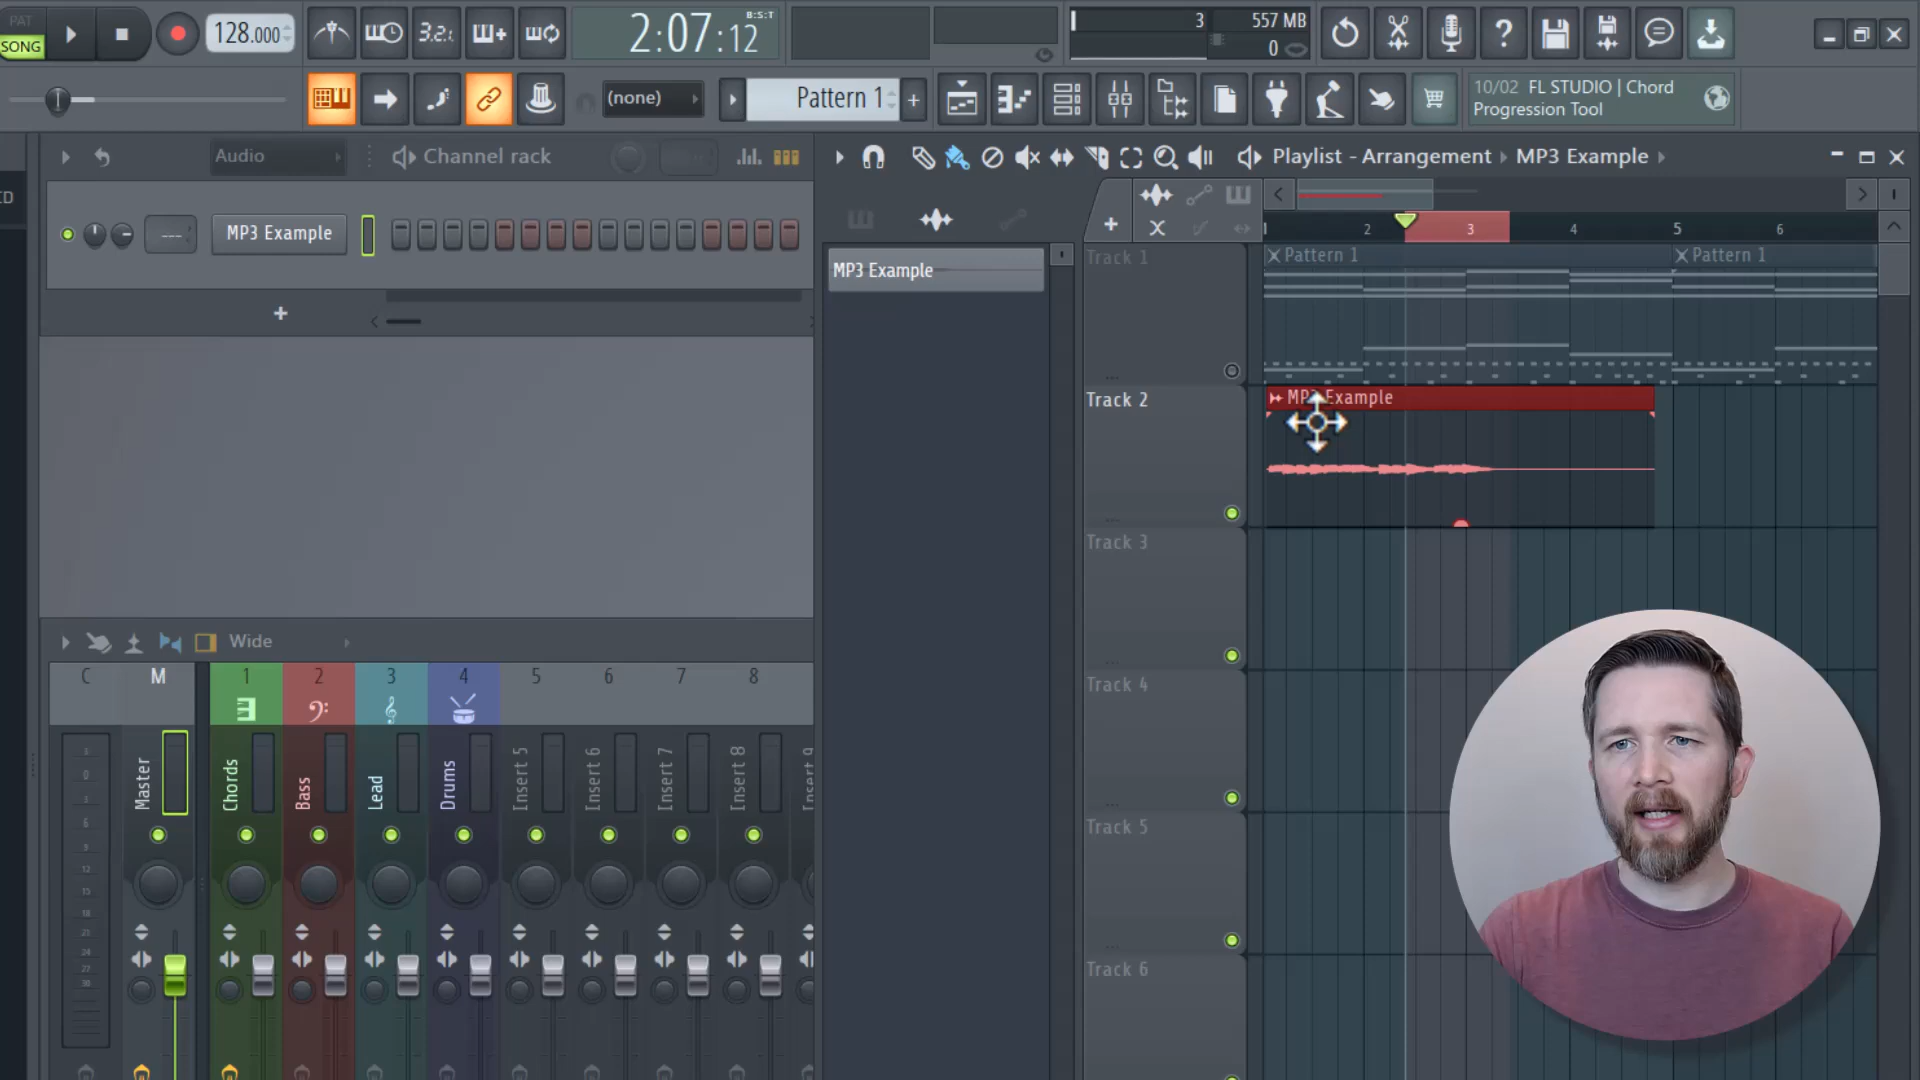 PAT
SONG
128.000
3.2.ι
2:07:12
B:S:T
3
557 MB
0
(none)
Pattern 1
+
10/02 FL STUDIO | Chord
Progression Tool
Audio
Channel rack
Playlist - Arrangement
MP3 Example
---
MP3 Example
+
MP3 Example
1
2
3
4
5
6
Track 1
Pattern 1
Pattern 1
Track 2
MP3 Example
Track 3
Track 4
Track 5
Track 6
Wide
C
M
1
2
3
4
5
6
7
8
Master
Chords
Bass
Lead
Drums
Insert 5
Insert 6
Insert 7
Insert 8